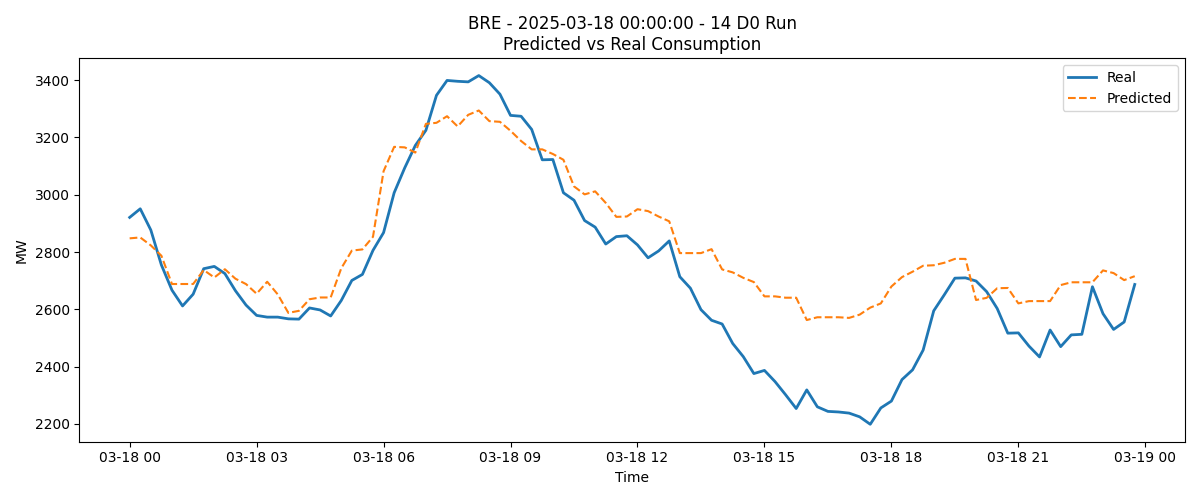 BRE - 2025-03-18 00:00:00 - 14 D0 Run
Predicted vs Real Consumption
Real
Predicted
MW
3400
3200
3000
2800
2600
2400
2200
03-18 00
03-18 03
03-18 06
03-18 09
03-18 12
03-18 15
03-18 18
03-18 21
03-19 00
Time